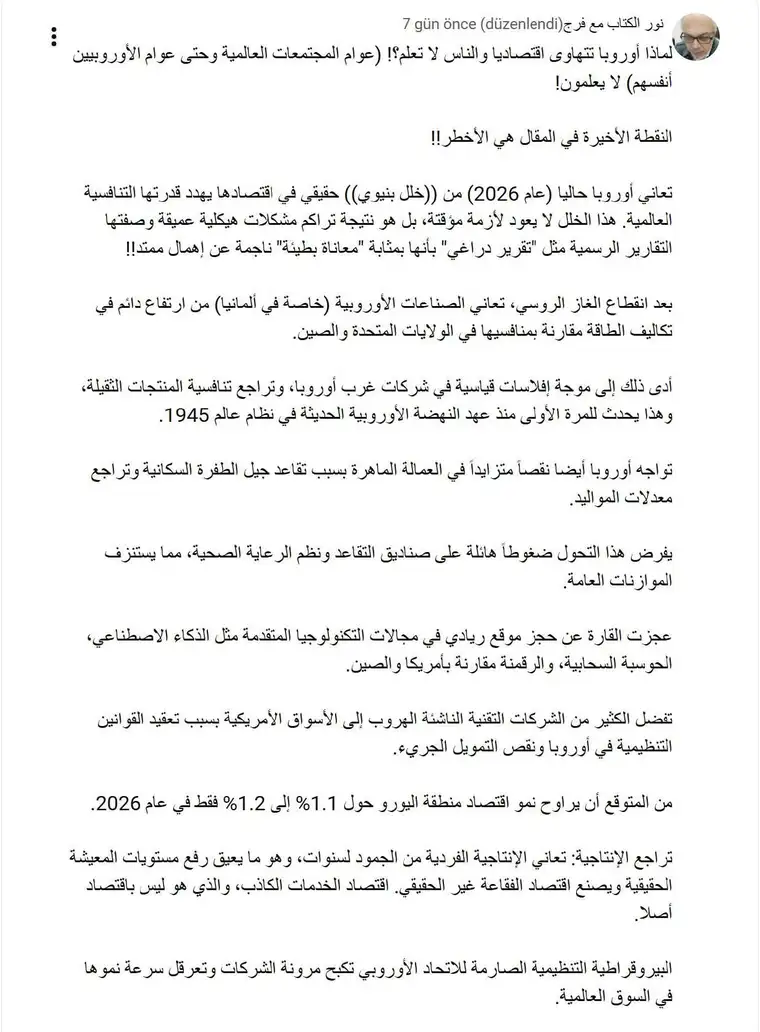 نور الكتاب مع فرج(düzenlendi) 7 gün önce
لماذا أوروبا تتهاوى اقتصاديا والناس لا تعلم؟! (عوام المجتمعات العالمية وحتى عوام الأوروبيين
أنفسهم) لا يعلمون!
النقطة الأخيرة في المقال هي الأخطر!!
تعاني أوروبا حاليا (عام 2026) من ((خلل بنيوي)) حقيقي في اقتصادها يهدد قدرتها التنافسية
العالمية. هذا الخلل لا يعود لأزمة مؤقتة، بل هو نتيجة تراكم مشكلات هيكلية عميقة وصفتها
التقارير الرسمية مثل "تقرير دراغي" بأنها بمثابة "معاناة بطيئة" ناجمة عن إهمال ممتد!!
بعد انقطاع الغاز الروسي، تعاني الصناعات الأوروبية (خاصة في ألمانيا) من ارتفاع دائم في
تكاليف الطاقة مقارنة بمنافسيها في الولايات المتحدة والصين.
أدى ذلك إلى موجة إفلاسات قياسية في شركات غرب أوروبا، وتراجع تنافسية المنتجات الثقيلة،
وهذا يحدث للمرة الأولى منذ عهد النهضة الأوروبية الحديثة في نظام عالم 1945.
تواجه أوروبا أيضا نقصاً متزايداً في العمالة الماهرة بسبب تقاعد جيل الطفرة السكانية وتراجع
معدلات المواليد.
يفرض هذا التحول ضغوطاً هائلة على صناديق التقاعد ونظم الرعاية الصحية، مما يستنزف
الموازنات العامة.
عجزت القارة عن حجز موقع ريادي في مجالات التكنولوجيا المتقدمة مثل الذكاء الاصطناعي،
الحوسبة السحابية، والرقمنة مقارنة بأمريكا والصين.
تفضل الكثير من الشركات التقنية الناشئة الهروب إلى الأسواق الأمريكية بسبب تعقيد القوانين
التنظيمية في أوروبا ونقص التمويل الجريء.
من المتوقع أن يراوح نمو اقتصاد منطقة اليورو حول 1.1% إلى 1.2% فقط في عام 2026.
تراجع الإنتاجية: تعاني الإنتاجية الفردية من الجمود لسنوات، وهو ما يعيق رفع مستويات المعيشة
الحقيقية ويصنع اقتصاد الفقاعة غير الحقيقي. اقتصاد الخدمات الكاذب، والذي هو ليس باقتصاد
أصلا.
البيروقراطية التنظيمية الصارمة للاتحاد الأوروبي تكبح مرونة الشركات وتعرقل سرعة نموها
في السوق العالمية.